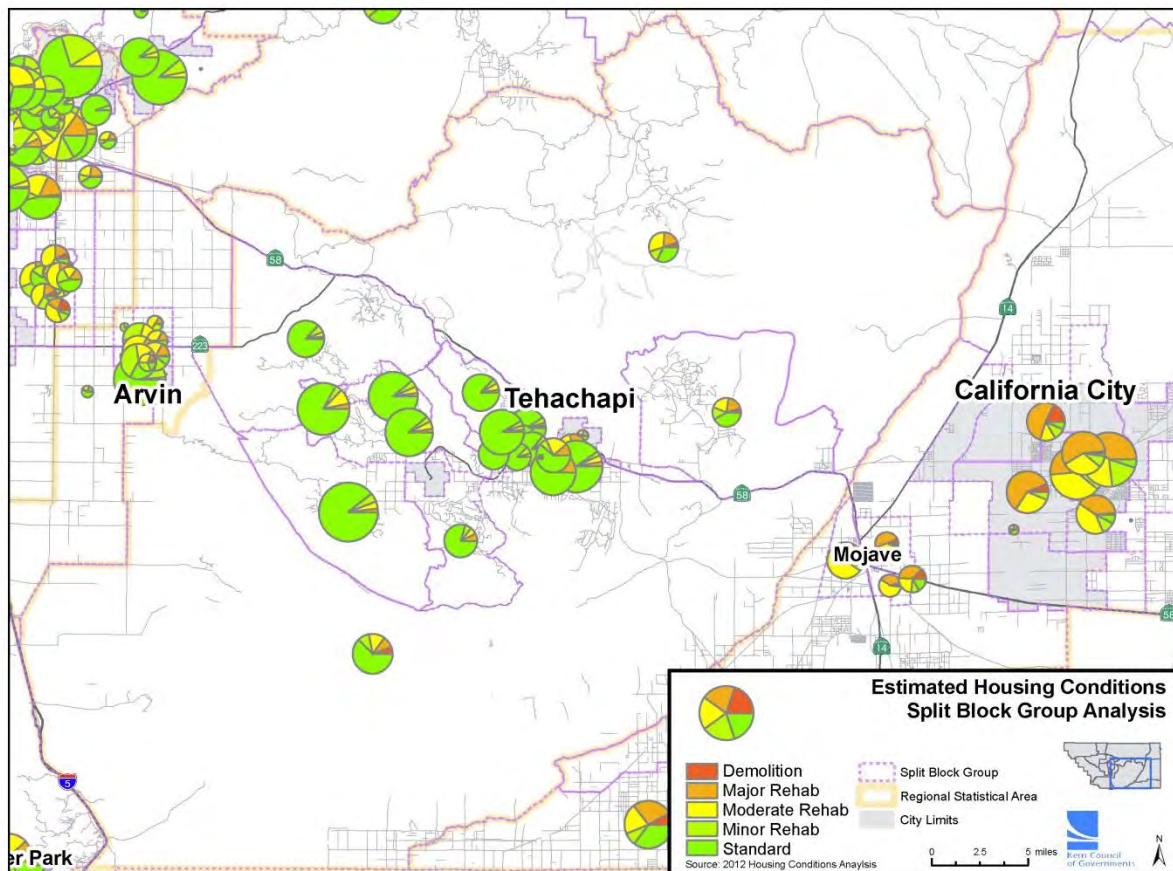 58
14
223
Arvin
Tehachapi
California City
58
Mojave
58
14
5
er Park
Estimated Housing Conditions
Split Block Group Analysis
Demolition
Major Rehab
Moderate Rehab
Minor Rehab
Standard
Split Block Group
Regional Statistical Area
City Limits
Source: 2012 Housing Conditions Anaylsis
0 2.5 5 miles
Kern Council
of Governments
N